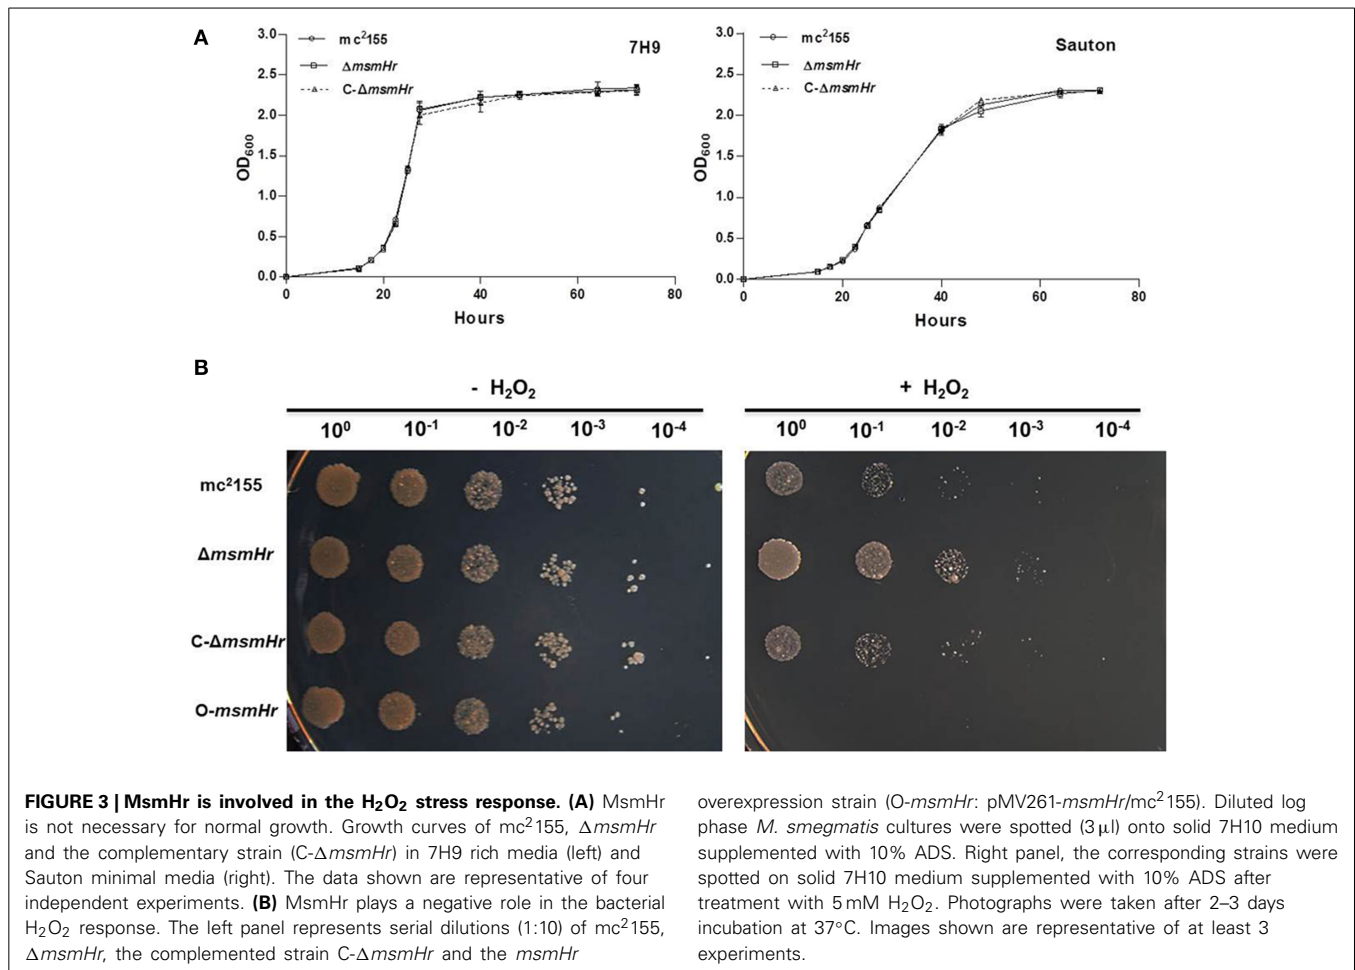 A
mc²155
ΔmsmHr
C-ΔmsmHr
7H9
3.0
2.5
2.0
1.5
1.0
0.5
0.0
OD₆₀₀
0 20 40 60 80
Hours
mc²155
ΔmsmHr
C-ΔmsmHr
Sauton
3.0
2.5
2.0
1.5
1.0
0.5
0.0
OD₆₀₀
0 20 40 60 80
Hours
B
- H₂O₂
10⁰ 10⁻¹ 10⁻² 10⁻³ 10⁻⁴
+ H₂O₂
10⁰ 10⁻¹ 10⁻² 10⁻³ 10⁻⁴
mc²155
ΔmsmHr
C-ΔmsmHr
O-msmHr
FIGURE 3 | MsmHr is involved in the H₂O₂ stress response. (A) MsmHr
is not necessary for normal growth. Growth curves of mc²155, ΔmsmHr
and the complementary strain (C-ΔmsmHr) in 7H9 rich media (left) and
Sauton minimal media (right). The data shown are representative of four
independent experiments. (B) MsmHr plays a negative role in the bacterial
H₂O₂ response. The left panel represents serial dilutions (1:10) of mc²155,
ΔmsmHr, the complemented strain C-ΔmsmHr and the msmHr
overexpression strain (O-msmHr: pMV261-msmHr/mc²155). Diluted log
phase M. smegmatis cultures were spotted (3 μl) onto solid 7H10 medium
supplemented with 10% ADS. Right panel, the corresponding strains were
spotted on solid 7H10 medium supplemented with 10% ADS after
treatment with 5 mM H₂O₂. Photographs were taken after 2–3 days
incubation at 37°C. Images shown are representative of at least 3
experiments.